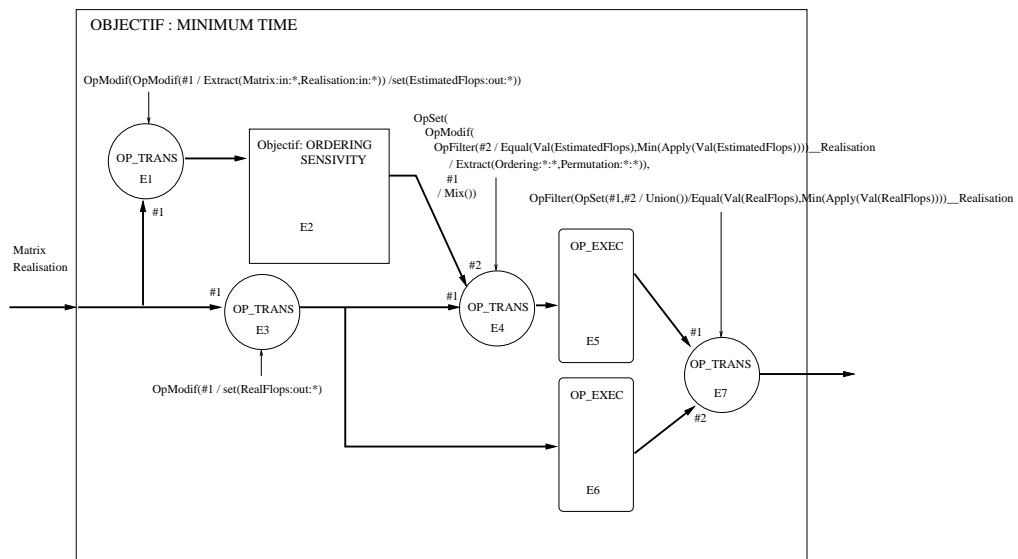 OBJECTIF : MINIMUM TIME
OpModif(OpModif(#1 / Extract(Matrix:in:*,Realisation:in:*)) /set(EstimatedFlops:out:*))
OP_TRANS
E1
#1
Objectif: ORDERING
SENSIVITY
E2
OpSet(
OpModif(
OpFilter(#2 / Equal(Val(EstimatedFlops),Min(Apply(Val(EstimatedFlops))))__Realisation
/ Extract(Ordering:*:*,Permutation:*:*)),
#1
/ Mix())
OpFilter(OpSet(#1,#2 / Union())/Equal(Val(RealFlops),Min(Apply(Val(RealFlops))))__Realisation
Matrix
Realisation
#1
OP_TRANS
E3
OpModif(#1 / set(RealFlops:out:*)
#2
#1
OP_TRANS
E4
OP_EXEC
E5
OP_EXEC
E6
#1
OP_TRANS
E7
#2